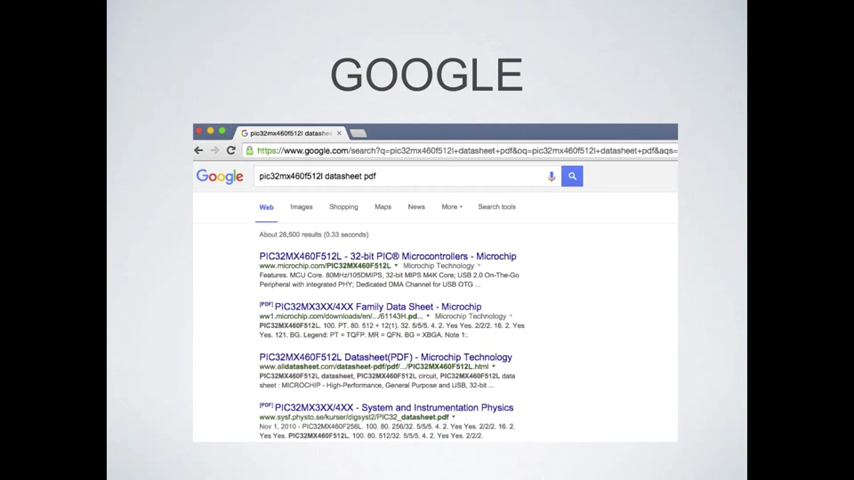 GOOGLE
pic32mx460f512l datashee
https://www.google.com/search?q=pic32mx460f512l+datasheet+pdf&oq=pic32mx460f512l+datasheet+pdf&aqs=
Google
pic32mx460f512l datasheet pdf
Web Images Shopping Maps News More Search tools
About 28,500 results (0.33 seconds)
PIC32MX460F512L - 32-bit PIC® Microcontrollers - Microchip
www.microchip.com/PIC32MX460F512L Microchip Technology
Features. MCU Core. 80MHz/105DMIPS, 32-bit MIPS M4K Core; USB 2.0 On-The-Go
Peripheral with integrated PHY; Dedicated DMA Channel for USB OTG ...
[PDF] PIC32MX3XX/4XX Family Data Sheet - Microchip
ww1.microchip.com/downloads/en/.../61143H.pd... Microchip Technology
PIC32MX460F512L. 100. PT. 80. 512 + 12(1). 32. 5/5/5. 4. 2. Yes Yes. 2/2/2. 16. 2. Yes
Yes. 121. BG. Legend: PT = TQFP. MR = QFN. BG = XBGA. Note 1:.
PIC32MX460F512L Datasheet(PDF) - Microchip Technology
www.alldatasheet.com/datasheet-pdf/pdf/.../PIC32MX460F512L.html
PIC32MX460F512L datasheet, PIC32MX460F512L circuit, PIC32MX460F512L data
sheet : MICROCHIP - High-Performance, General Purpose and USB, 32-bit ...
[PDF] PIC32MX3XX/4XX - System and Instrumentation Physics
www.sysf.physto.se/kurser/digsyst2/PIC32_datasheet.pdf
Nov 1, 2010 - PIC32MX460F256L. 100. 80. 256/32. 5/5/5. 4. 2. Yes Yes. 2/2/2. 16. 2.
Yes Yes. PIC32MX460F512L. 100. 80. 512/32. 5/5/5. 4. 2. Yes Yes. 2/2/2.